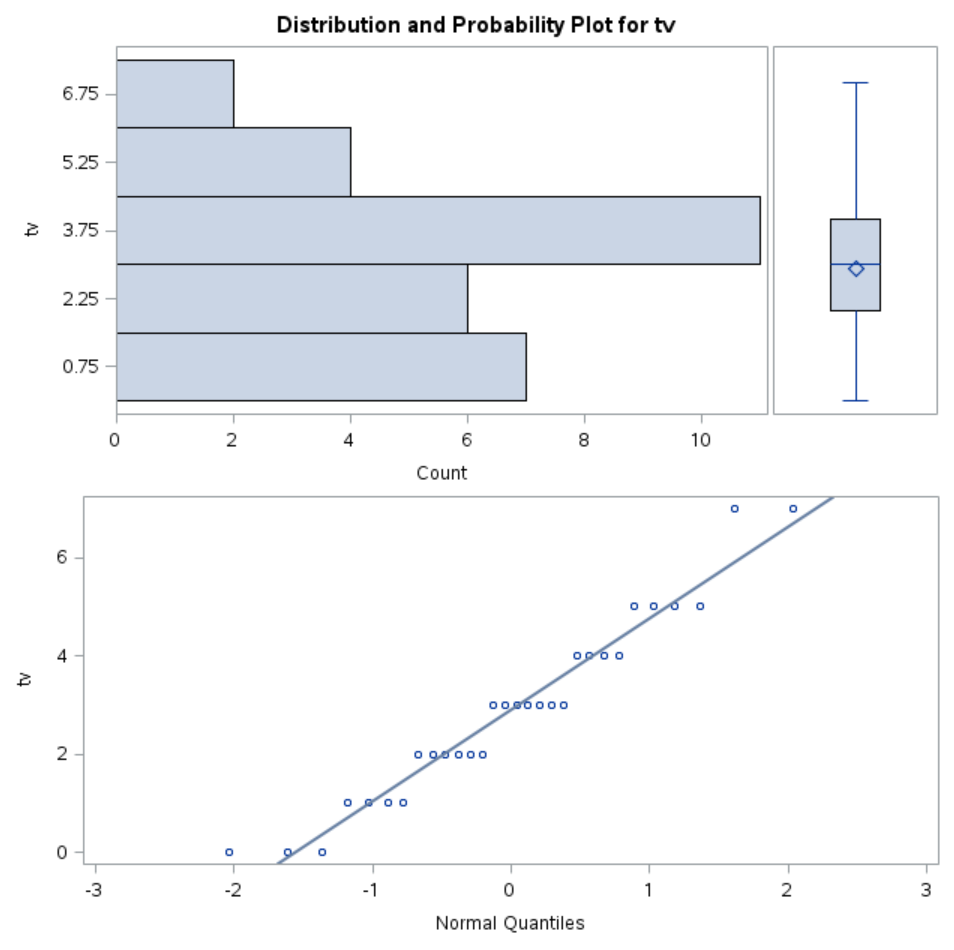 Distribution and Probability Plot for tv
6.75
5.25
3.75
2.25
0.75
tv
0 2 4 6 8 10
Count
6
4
2
0
tv
-3 -2 -1 0 1 2 3
Normal Quantiles